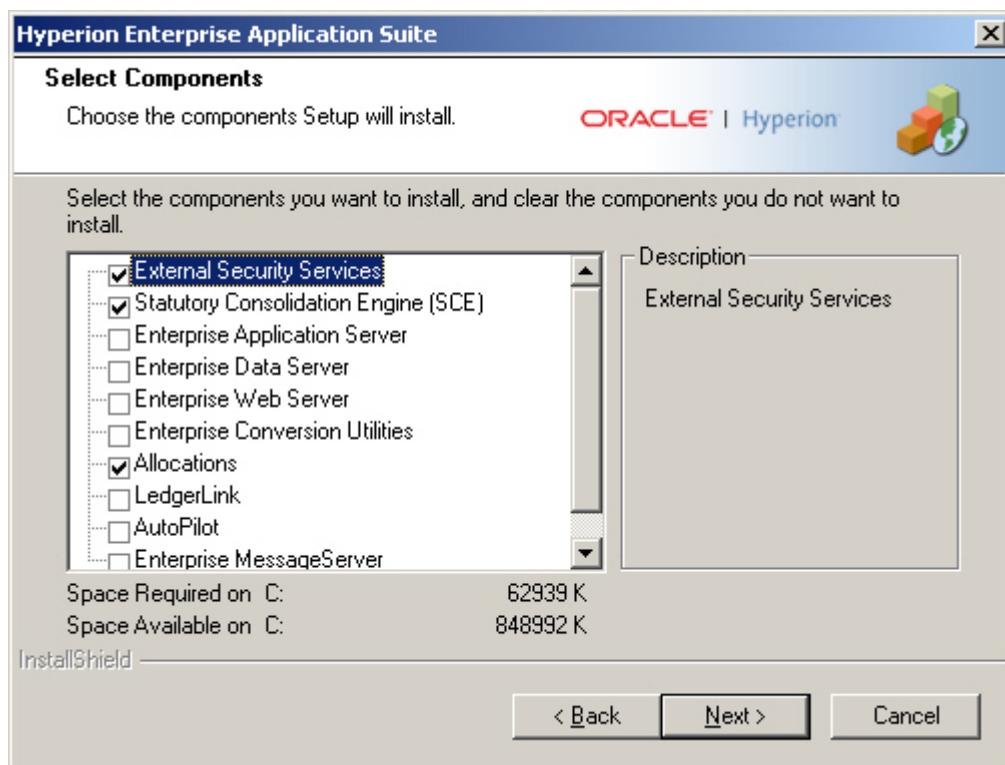 Hyperion Enterprise Application Suite
Select Components
Choose the components Setup will install.
ORACLE | Hyperion
Select the components you want to install, and clear the components you do not want to
install.
External Security Services
Statutory Consolidation Engine (SCE)
Enterprise Application Server
Enterprise Data Server
Enterprise Web Server
Enterprise Conversion Utilities
Allocations
LedgerLink
AutoPilot
Enterprise MessageServer
Description
External Security Services
Space Required on C: 62939 K
Space Available on C: 848992 K
InstallShield
< Back
Next >
Cancel